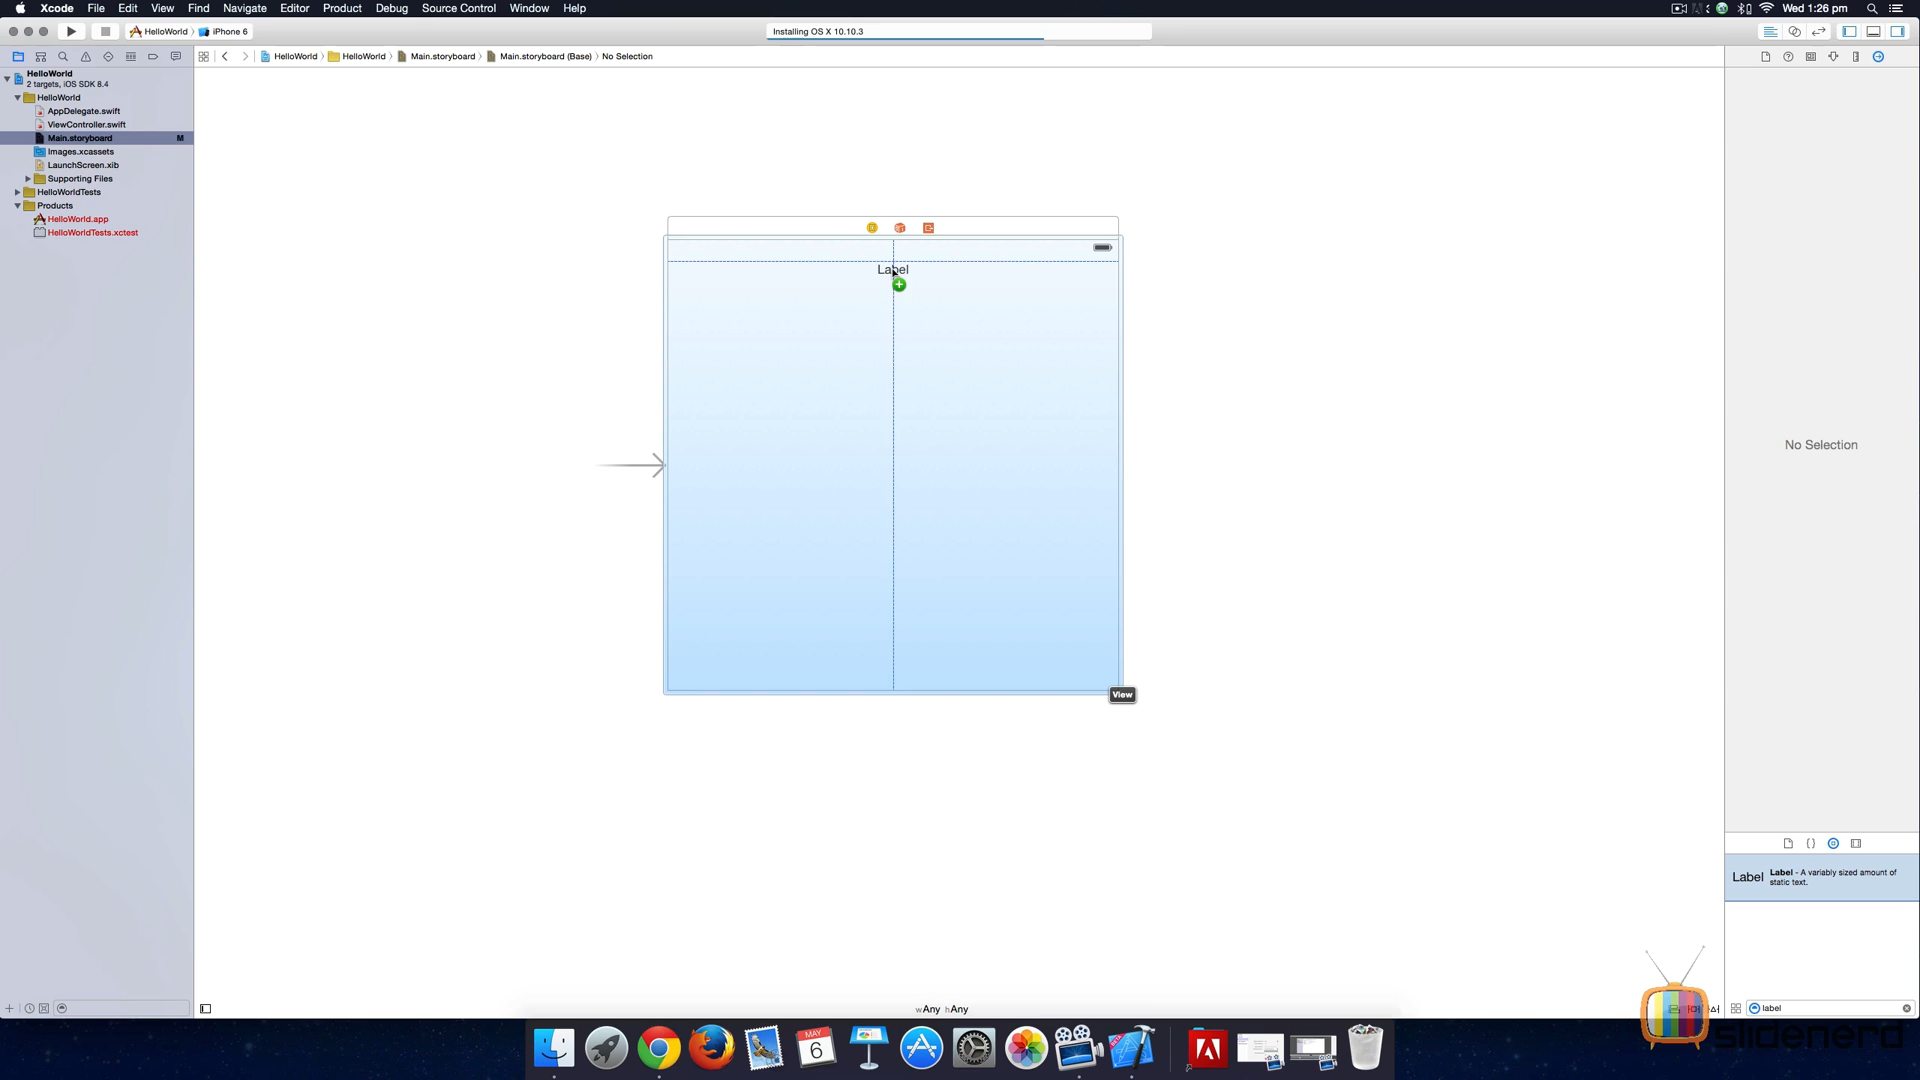 Xcode File Edit View Find Navigate Editor Product Debug Source Control Window Help Wed 1:26 pm
HelloWorld iPhone 6 Installing OS X 10.10.3
HelloWorld HelloWorld Main.storyboard Main.storyboard (Base) No Selection
HelloWorld
2 targets, iOS SDK 8.4
HelloWorld
AppDelegate.swift
ViewController.swift
Main.storyboard M
Images.xcassets
LaunchScreen.xib
Supporting Files
HelloWorldTests
Products
HelloWorld.app
HelloWorldTests.xctest
Label
View
No Selection
Label Label - A variably sized amount of
static text.
wAny hAny
label
slidenerd
MAY
6